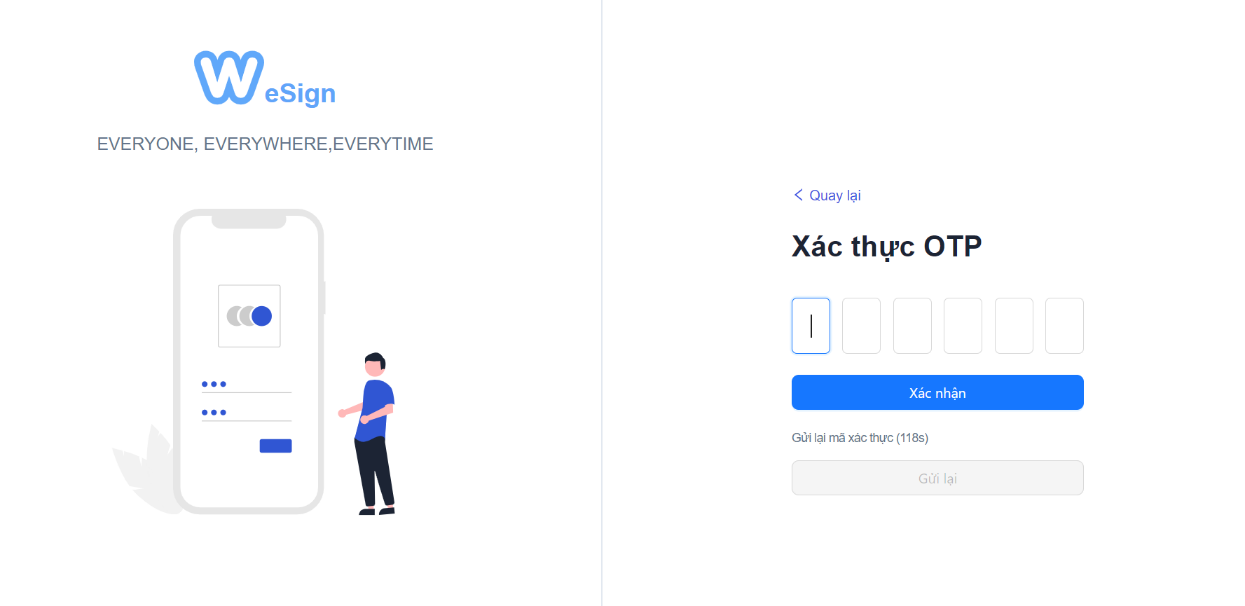 WeSign
EVERYONE, EVERYWHERE,EVERYTIME
Quay lại
Xác thực OTP
Xác nhận
Gửi lại mã xác thực (118s)
Gửi lại